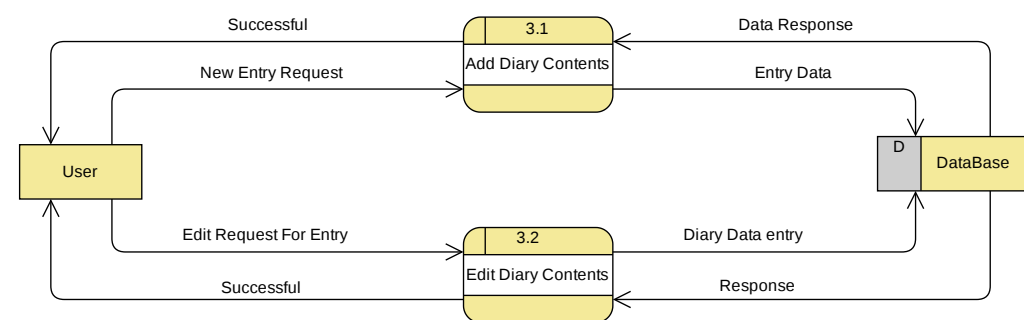 Successful
3.1
Data Response
Add Diary Contents
New Entry Request
Entry Data
D
User
DataBase
Edit Request For Entry
3.2
Diary Data entry
Edit Diary Contents
Successful
Response